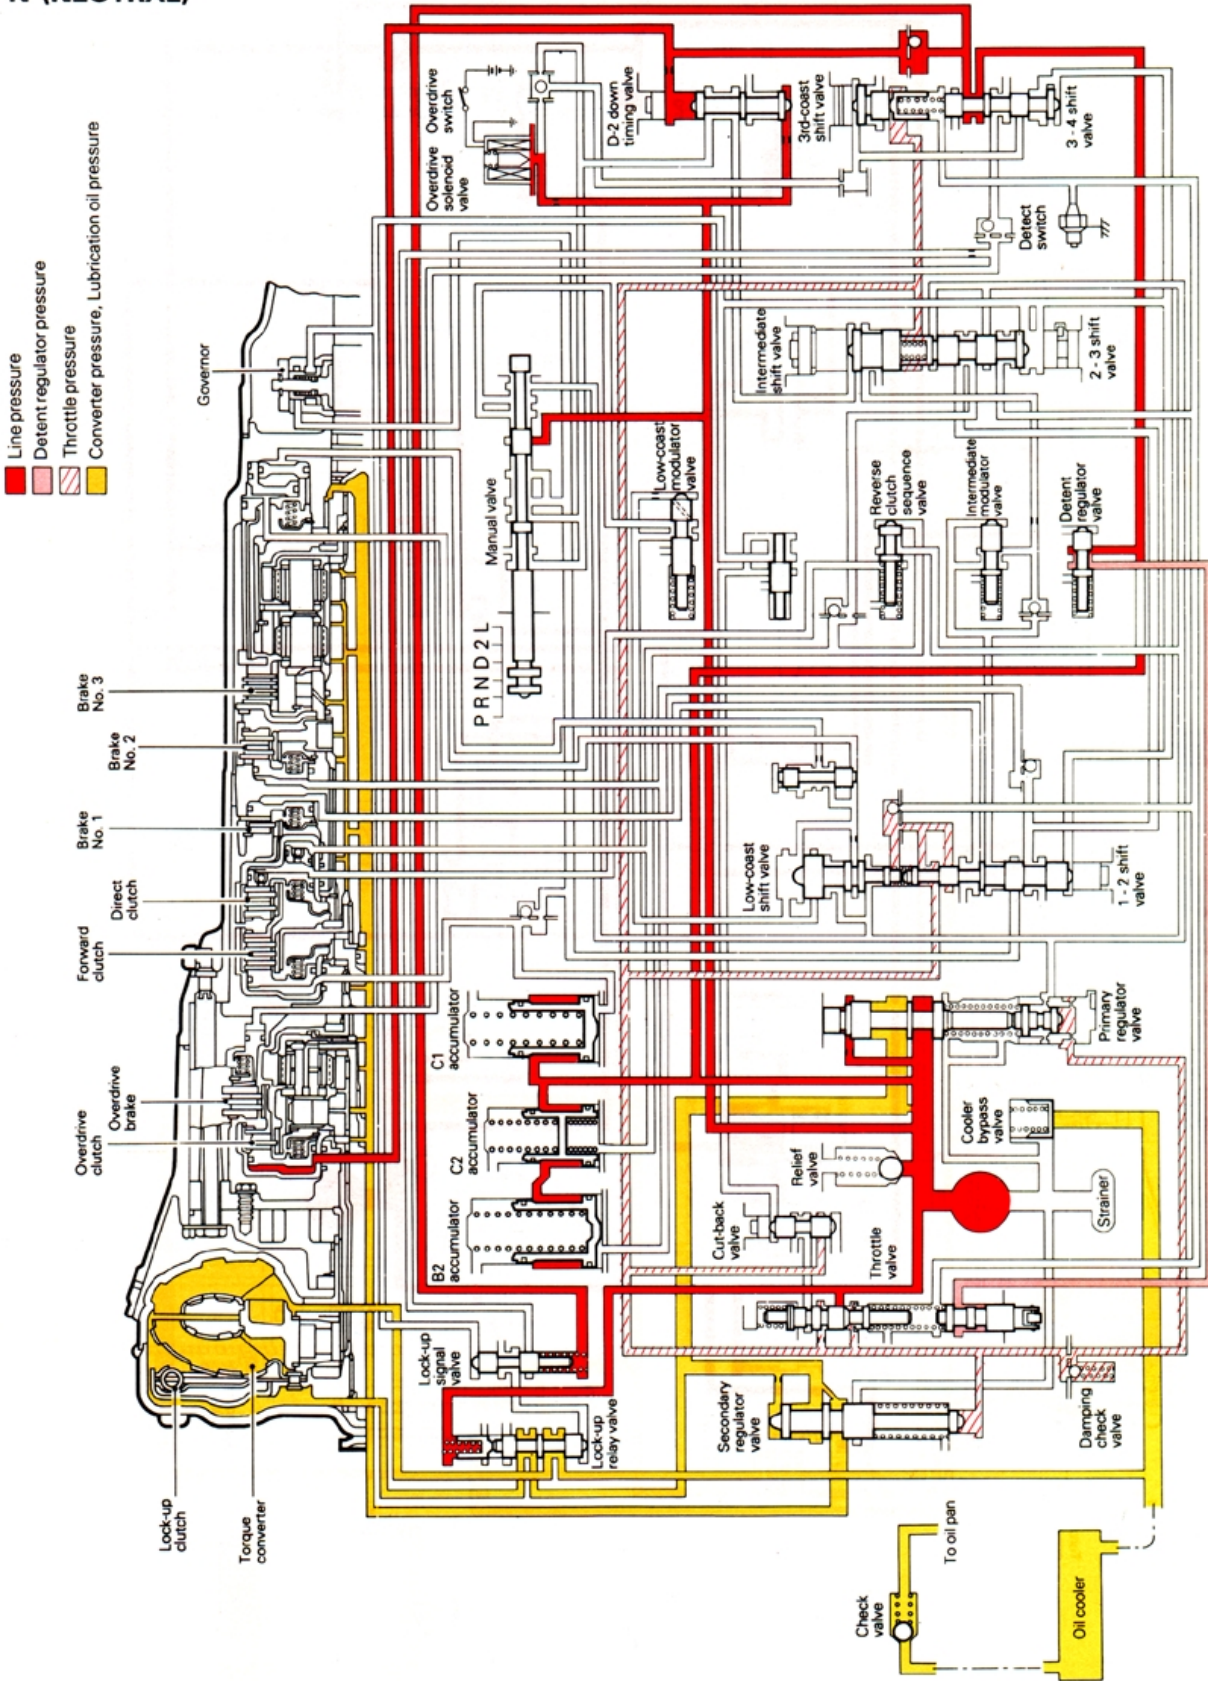 "N" (NEUTRAL)
Line pressure
Detent regulator pressure
Throttle pressure
Converter pressure, Lubrication oil pressure
Governor
Brake
No. 3
Brake
No. 2
Brake
No. 1
Direct
clutch
Forward
clutch
Overdrive
brake
Overdrive
clutch
Lock-up
clutch
Torque
converter
Overdrive
switch
Overdrive
solenoid
valve
D-2 down
timing valve
3rd-coast
shift valve
3 - 4 shift
valve
Detect
switch
Intermediate
shift valve
2 - 3 shift
valve
Manual valve
P R N D 2 L
Low-coast
modulator
valve
Reverse
clutch
sequence
valve
Intermediate
modulator
valve
Detent
regulator
valve
Low-coast
shift valve
1 - 2 shift
valve
C1
accumulator
C2
accumulator
B2
accumulator
Primary
regulator
valve
Cooler
bypass
valve
Relief
valve
Strainer
Cut-back
valve
Throttle
valve
Lock-up
signal
valve
Lock-up
relay valve
Secondary
regulator
valve
Damping
check
valve
To oil pan
Check
valve
Oil cooler